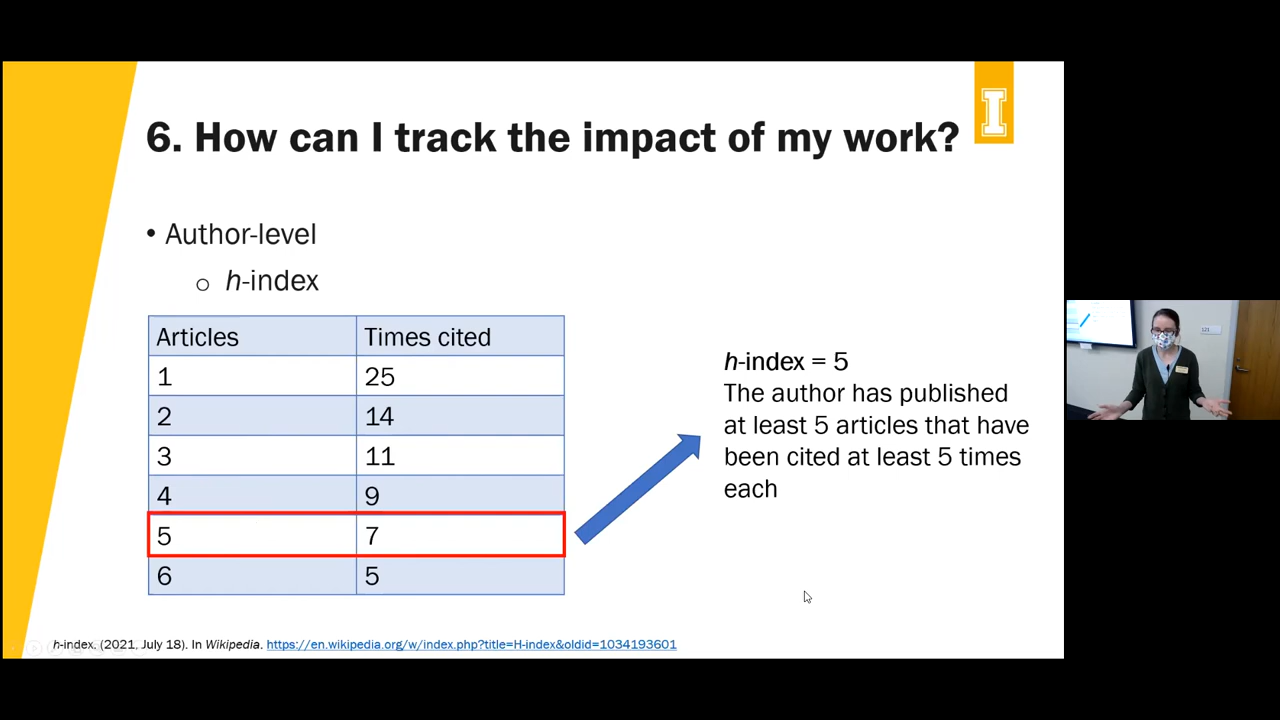 6. How can I track the impact of my work?
I
• Author-level
o h-index
Articles Times cited
1 25
2 14
3 11
4 9
5 7
6 5
h-index = 5
The author has published
at least 5 articles that have
been cited at least 5 times
each
h-index. (2021, July 18). In Wikipedia. https://en.wikipedia.org/w/index.php?title=H-index&oldid=1034193601